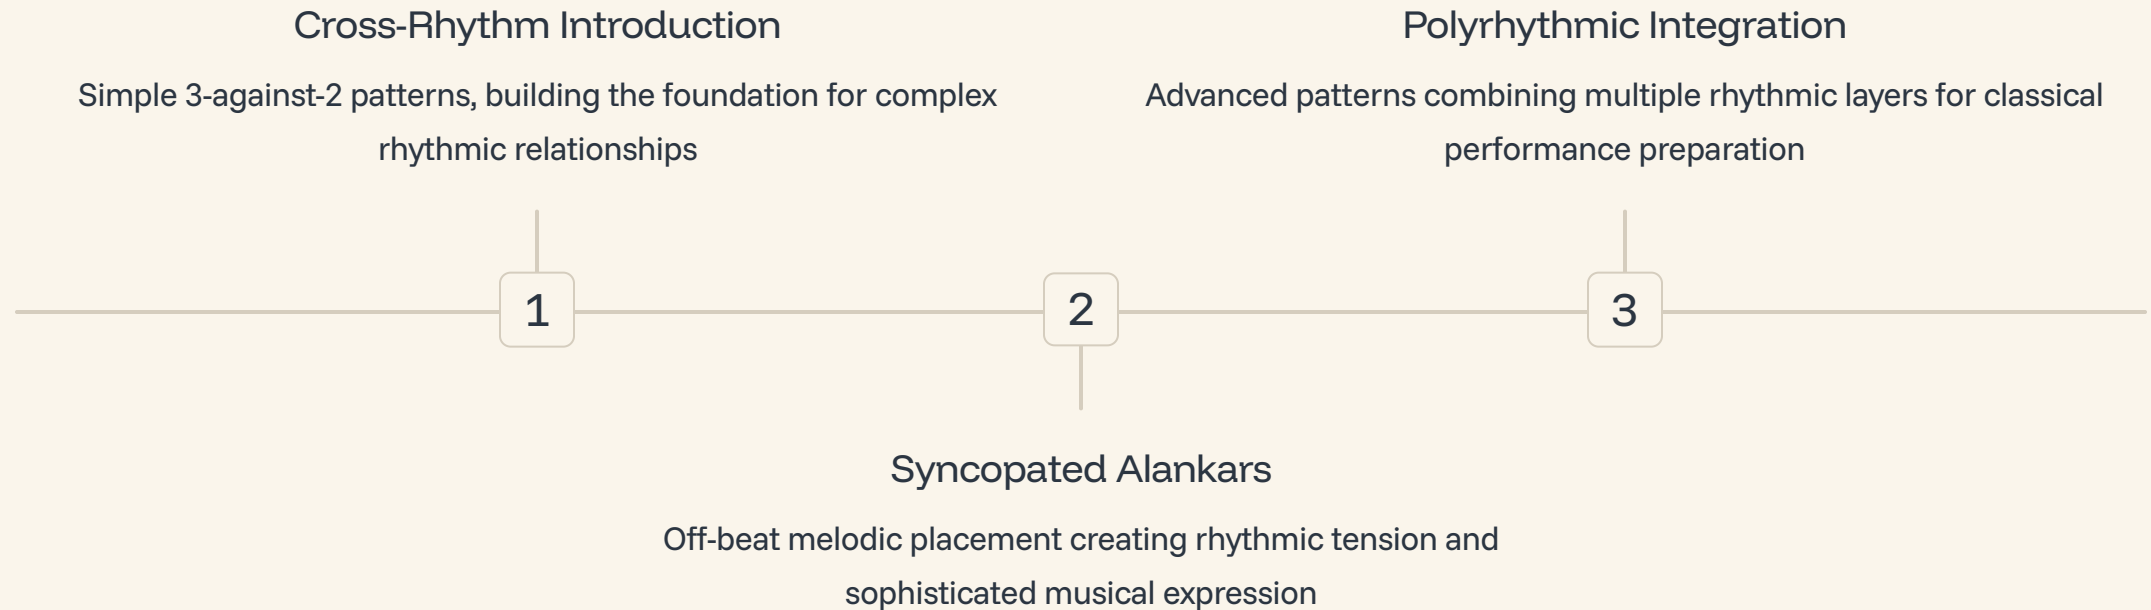 Cross-Rhythm Introduction
Simple 3-against-2 patterns, building the foundation for complex
rhythmic relationships
Polyrhythmic Integration
Advanced patterns combining multiple rhythmic layers for classical
performance preparation
1
2
3
Syncopated Alankars
Off-beat melodic placement creating rhythmic tension and
sophisticated musical expression